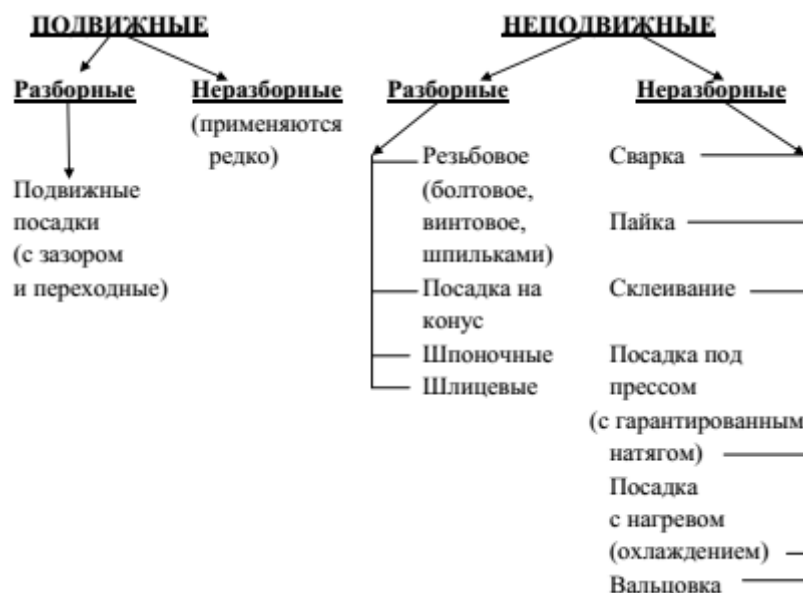 ПОДВИЖНЫЕ
НЕПОДВИЖНЫЕ
Разборные
Неразборные
(применяются
редко)
Подвижные
посадки
(с зазором
и переходные)
Разборные
Неразборные
Резьбовое
(болтовое,
винтовое,
шпильками)
Посадка на
конус
Шпоночные
Шлицевые
Сварка
Пайка
Склеивание
Посадка под
прессом
(с гарантированным
натягом)
Посадка
с нагревом
(охлаждением)
Вальцовка